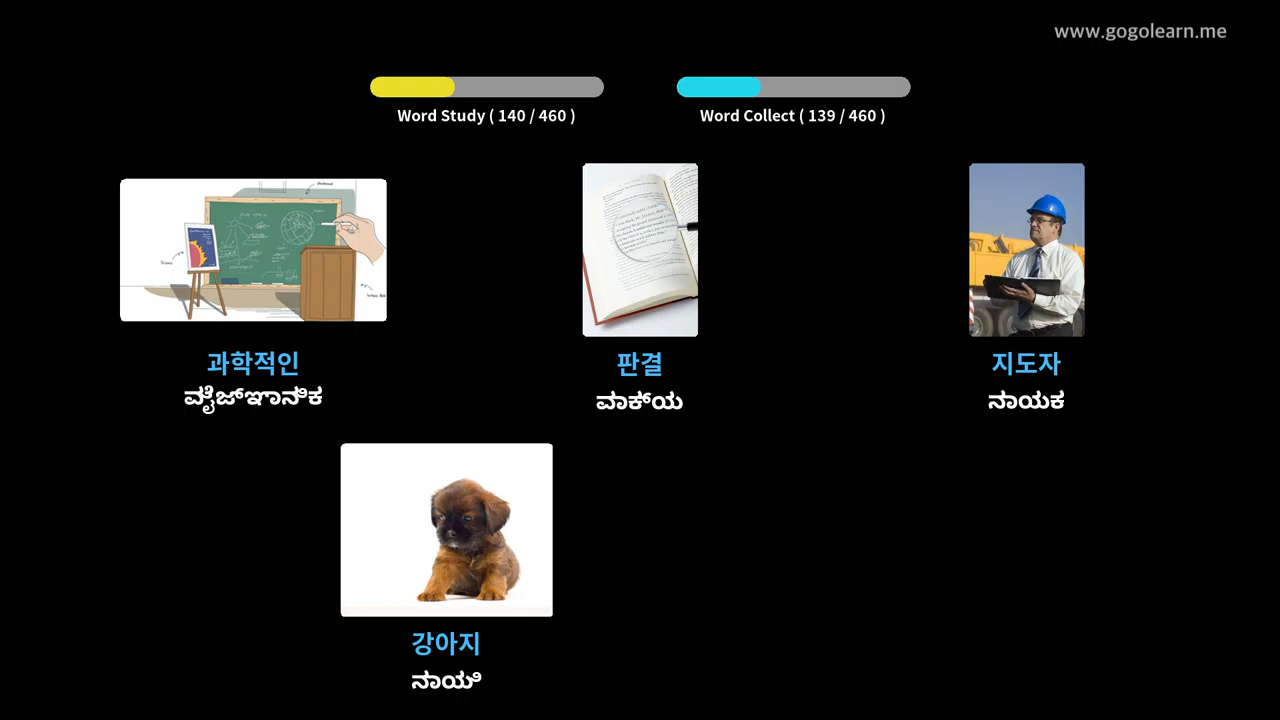 www.gogolearn.me
Word Study ( 140 / 460 )
Word Collect ( 139 / 460 )
과학적인
ವೈಜ್ಞಾನಿಕ
판결
ವಾಕ್ಯ
지도자
ನಾಯಕ
강아지
ನಾಯಿ